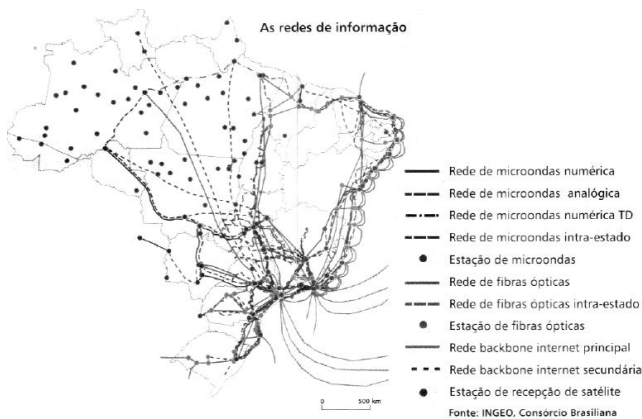 As redes de informação
Rede de microondas numérica
Rede de microondas analógica
Rede de microondas numérica TD
Rede de microondas intra-estado
Estação de microondas
Rede de fibras ópticas
Rede de fibras ópticas intra-estado
Estação de fibras ópticas
Rede backbone internet principal
Rede backbone internet secundária
Estação de recepção de satélite
0 500 km
Fonte: INGEO, Consórcio Brasiliana